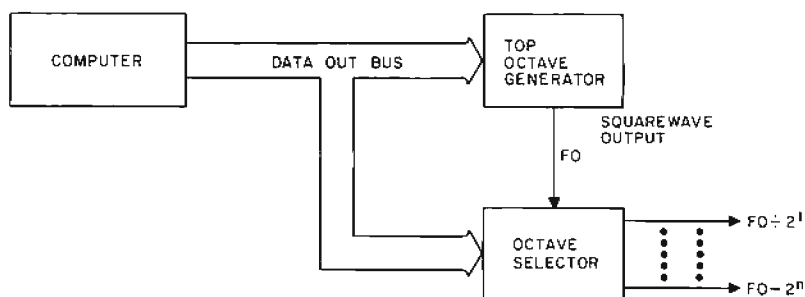 COMPUTER
DATA OUT BUS
TOP
OCTAVE
GENERATOR
SQUAREWAVE
OUTPUT
FO
OCTAVE
SELECTOR
FO÷2¹
FO−2ⁿ